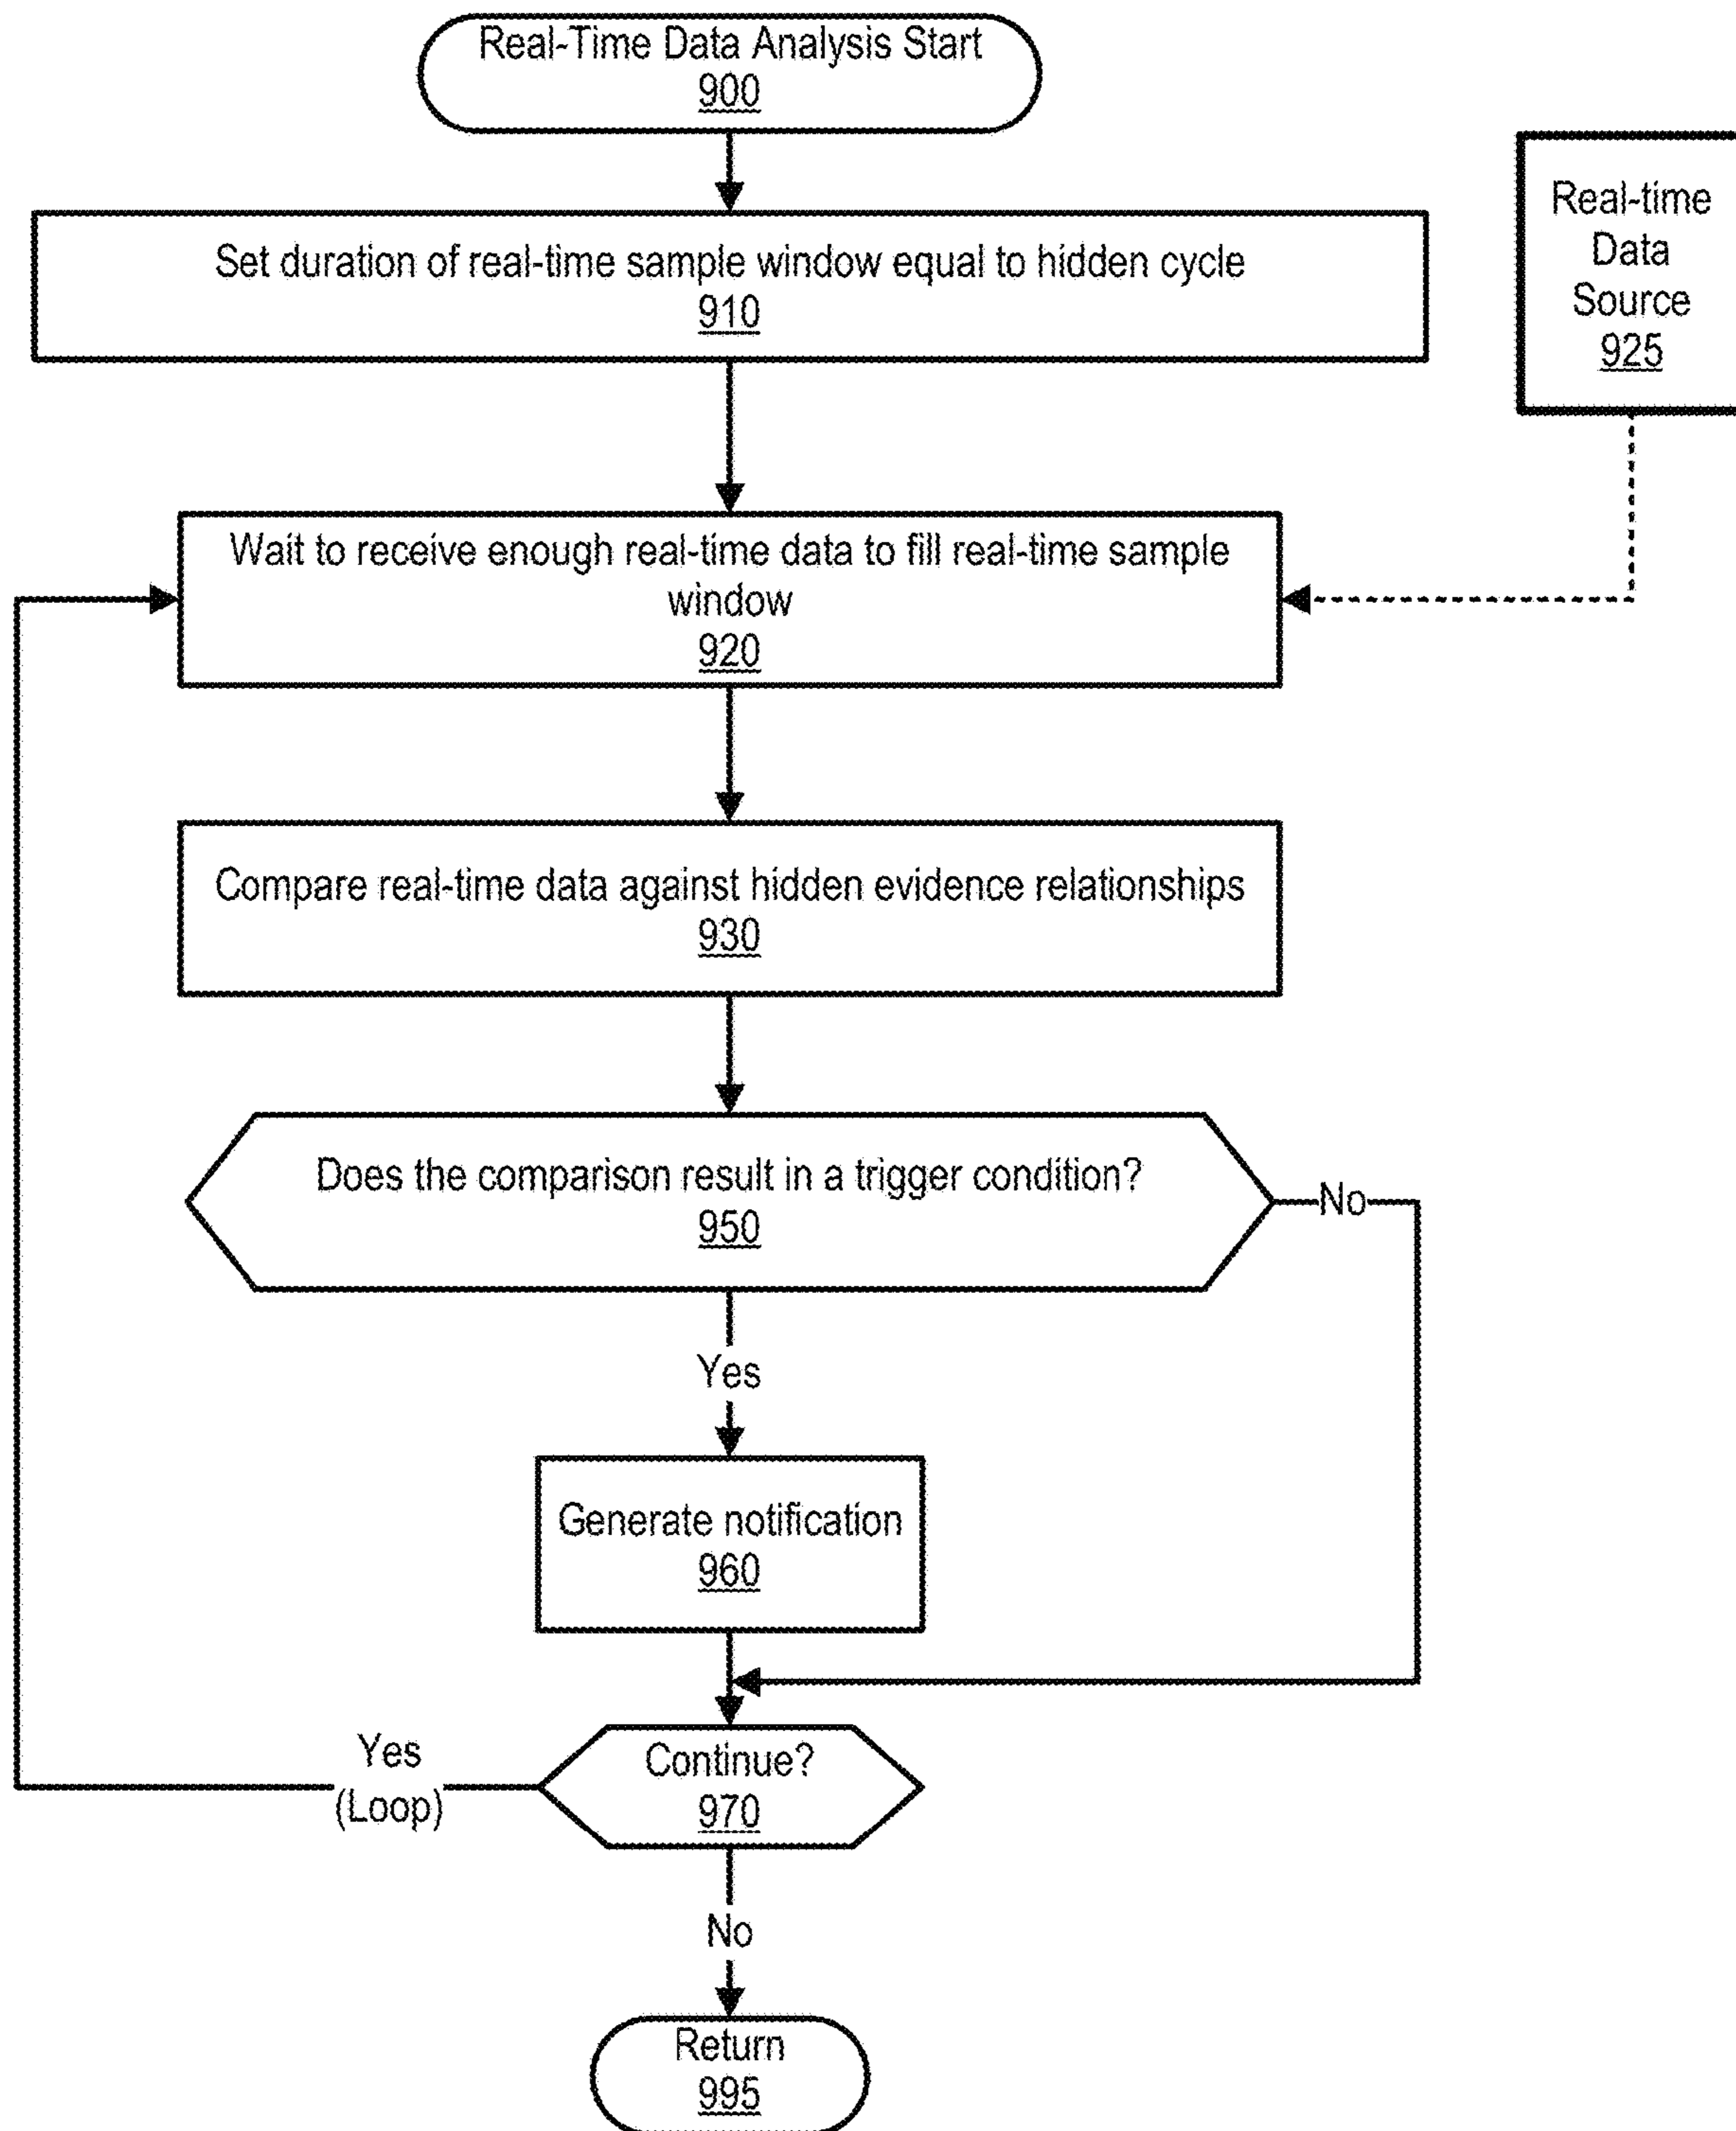 Real-Time Data Analysis Start
900
Real-time
Data
Source
925
Set duration of real-time sample window equal to hidden cycle
910
Wait to receive enough real-time data to fill real-time sample
window
920
Compare real-time data against hidden evidence relationships
930
Does the comparison result in a trigger condition?
950
No
Yes
Generate notification
960
Yes
(Loop)
Continue?
970
No
Return
995